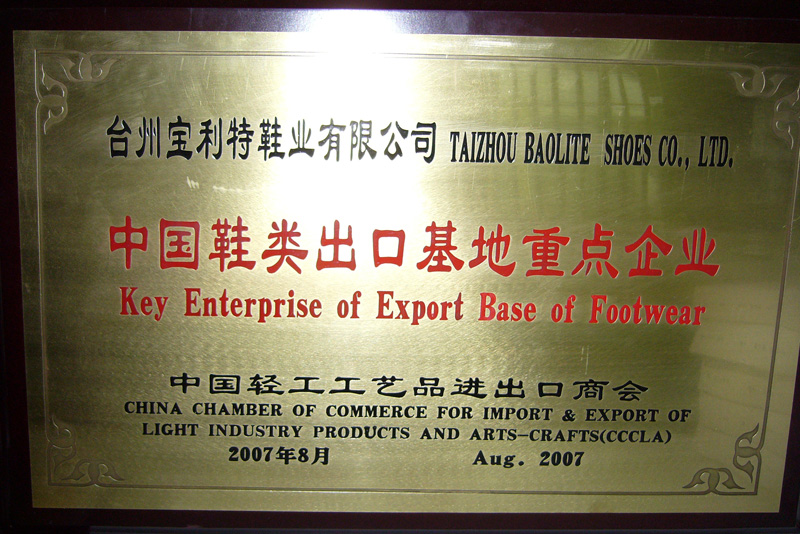 台州宝利特鞋业有限公司 TAIZHOU BAOLITE SHOES CO., LTD.
中国鞋类出口基地重点企业
Key Enterprise of Export Base of Footwear
中国轻工工艺品进出口商会
CHINA CHAMBER OF COMMERCE FOR IMPORT & EXPORT OF
LIGHT INDUSTRY PRODUCTS AND ARTS-CRAFTS(CCCLA)
2007年8月 Aug. 2007